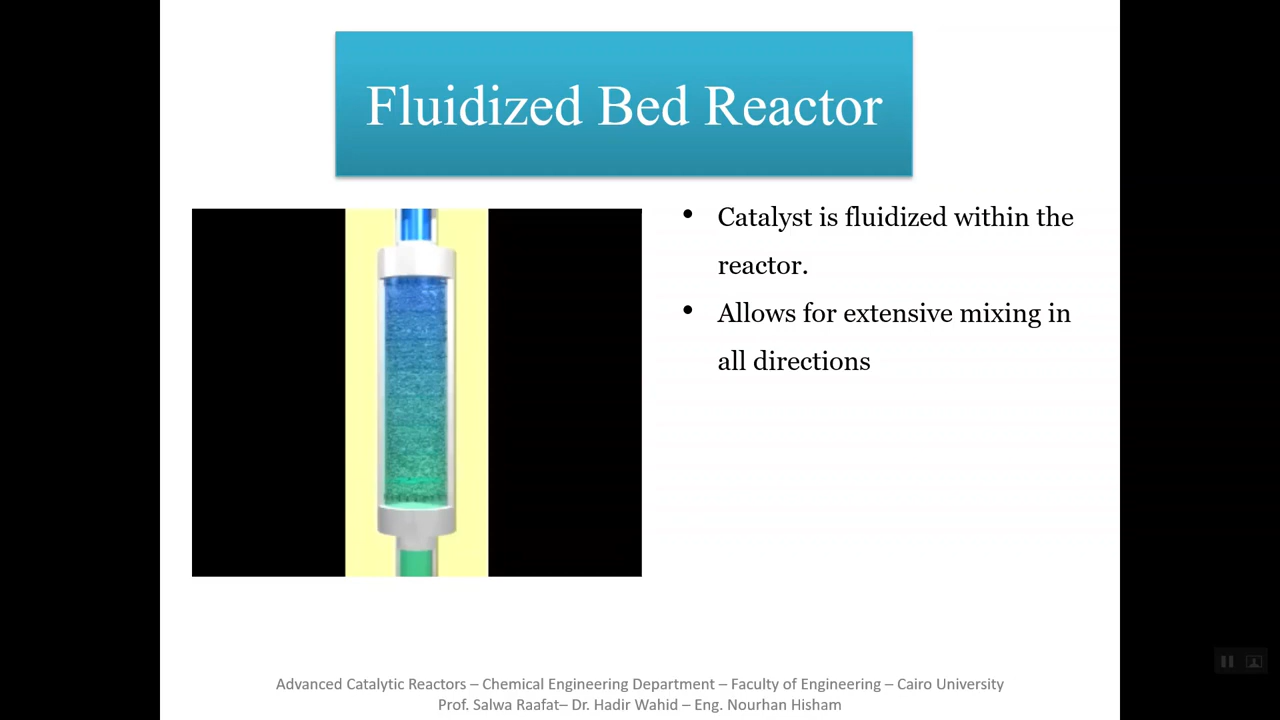 Fluidized Bed Reactor
• Catalyst is fluidized within the
reactor.
• Allows for extensive mixing in
all directions
Advanced Catalytic Reactors – Chemical Engineering Department – Faculty of Engineering – Cairo University
Prof. Salwa Raafat– Dr. Hadir Wahid – Eng. Nourhan Hisham